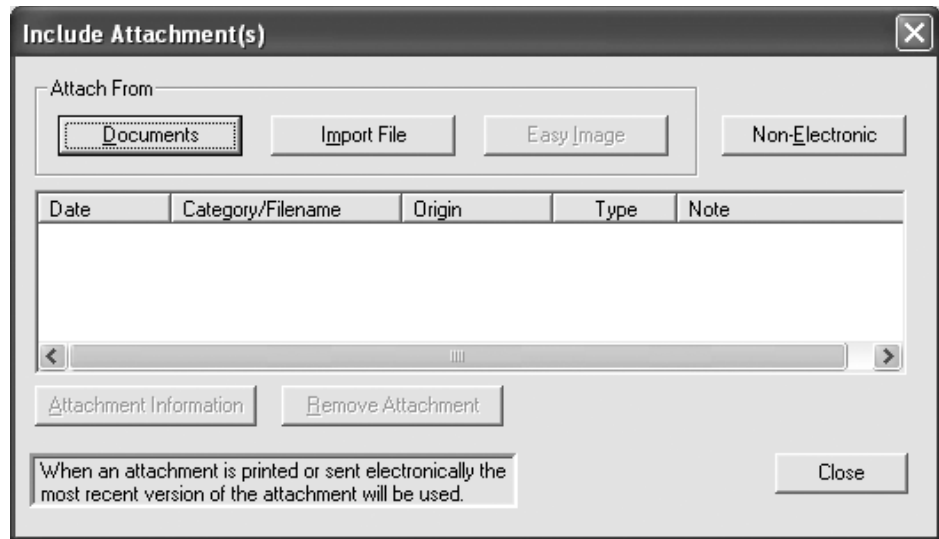 Include Attachment(s)
Attach From
Documents Import File Easy Image Non-Electronic
Date Category/Filename Origin Type Note
Attachment Information Remove Attachment
When an attachment is printed or sent electronically the
most recent version of the attachment will be used.
Close